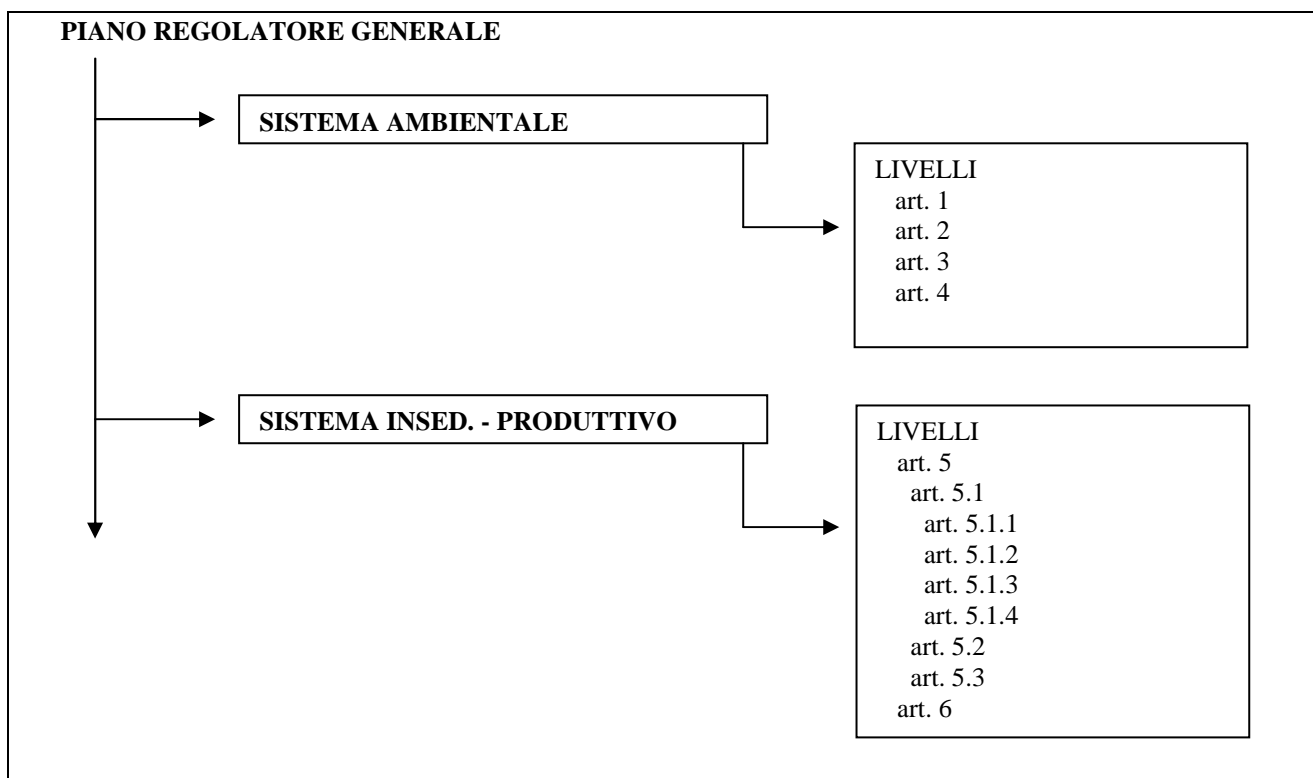 PIANO REGOLATORE GENERALE
SISTEMA AMBIENTALE
LIVELLI
art. 1
art. 2
art. 3
art. 4
SISTEMA INSED. - PRODUTTIVO
LIVELLI
art. 5
art. 5.1
art. 5.1.1
art. 5.1.2
art. 5.1.3
art. 5.1.4
art. 5.2
art. 5.3
art. 6